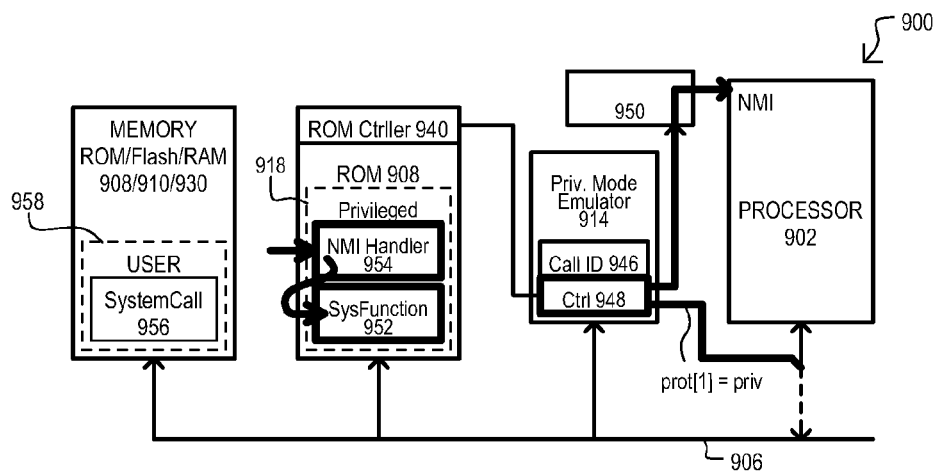 900
MEMORY
ROM/Flash/RAM
908/910/930
958
USER
SystemCall
956
ROM Ctrller 940
918
ROM 908
Privileged
NMI Handler
954
SysFunction
952
950
Priv. Mode
Emulator
914
Call ID 946
Ctrl 948
prot[1] = priv
NMI
PROCESSOR
902
906